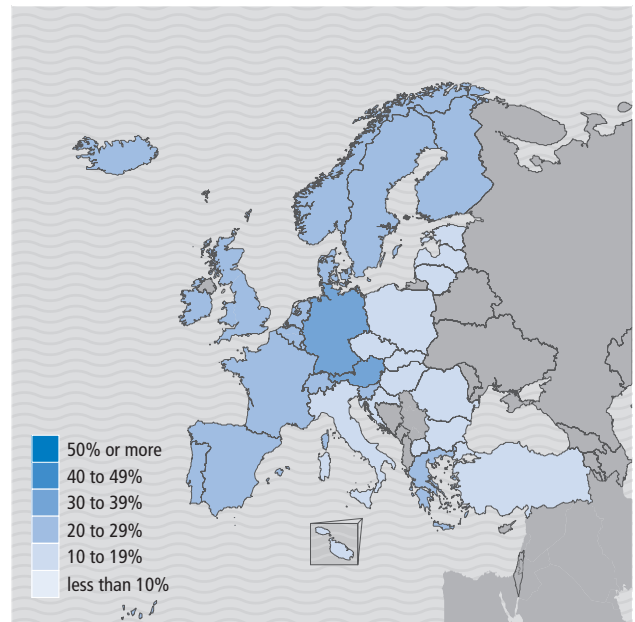 50% or more
40 to 49%
30 to 39%
20 to 29%
10 to 19%
less than 10%